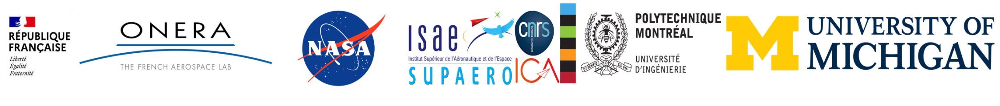 RÉPUBLIQUE
FRANÇAISE
Liberté
Égalité
Fraternité
ONERA
THE FRENCH AEROSPACE LAB
NASA
isae
Institut Supérieur de l'Aéronautique et de l'Espace
SUPAERO
cnrs
dépasser les frontières
ICA
UT TENSIO SIC VIS
POLYTECHNIQUE
MONTRÉAL
UNIVERSITÉ
D'INGÉNIERIE
M
UNIVERSITY OF
MICHIGAN